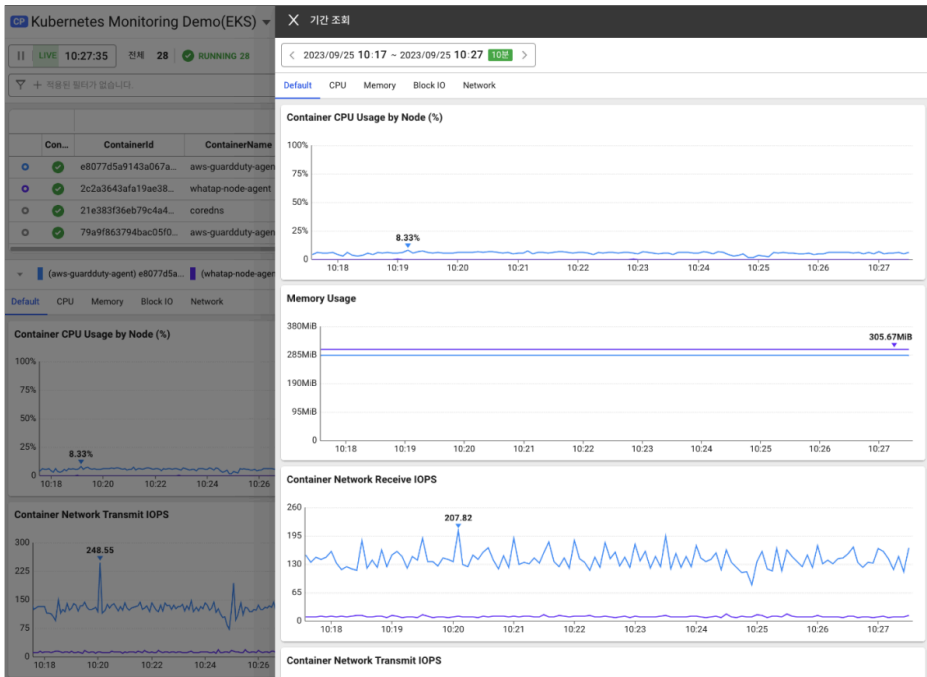 CP Kubernetes Monitoring Demo(EKS)
LIVE 10:27:35 전체 28 RUNNING 28
적용된 필터가 없습니다.
Con... ContainerId ContainerName
e8077d5a9143a067a... aws-guardduty-agen
2c2a3643afa19ae38... whatap-node-agent
21e383f36eb79c4a4... coredns
79a9f863794bac05f0... aws-guardduty-agen
(aws-guardduty-agent) e8077d5a... (whatap-node-agen
Default CPU Memory Block IO Network
Container CPU Usage by Node (%)
100%
75%
50%
25%
0
8.33%
10:18 10:20 10:22 10:24 10:26
Container Network Transmit IOPS
300
225
150
75
0
248.55
10:18 10:20 10:22 10:24 10:26
기간 조회
2023/09/25 10:17 ~ 2023/09/25 10:27 10분
Default CPU Memory Block IO Network
Container CPU Usage by Node (%)
100%
75%
50%
25%
0
8.33%
10:18 10:19 10:20 10:21 10:22 10:23 10:24 10:25 10:26 10:27
Memory Usage
380MiB
285MiB
190MiB
95MiB
0
305.67MiB
10:18 10:19 10:20 10:21 10:22 10:23 10:24 10:25 10:26 10:27
Container Network Receive IOPS
260
195
130
65
0
207.82
10:18 10:19 10:20 10:21 10:22 10:23 10:24 10:25 10:26 10:27
Container Network Transmit IOPS